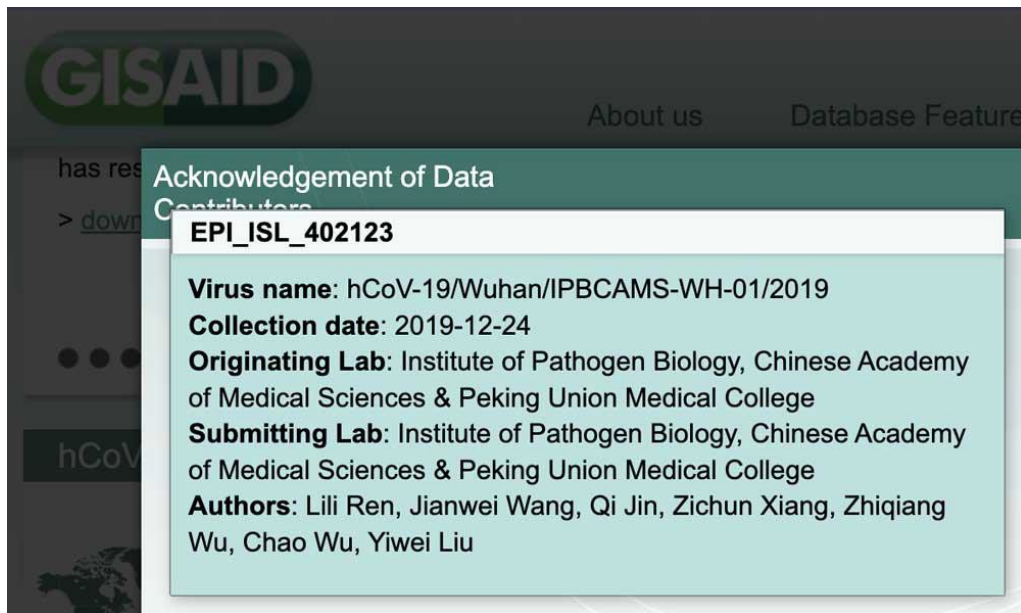 GISAID
About us Database Feature
has res
> down
Acknowledgement of Data
Contributors
EPI_ISL_402123
Virus name: hCoV-19/Wuhan/IPBCAMS-WH-01/2019
Collection date: 2019-12-24
Originating Lab: Institute of Pathogen Biology, Chinese Academy
of Medical Sciences & Peking Union Medical College
Submitting Lab: Institute of Pathogen Biology, Chinese Academy
of Medical Sciences & Peking Union Medical College
Authors: Lili Ren, Jianwei Wang, Qi Jin, Zichun Xiang, Zhiqiang
Wu, Chao Wu, Yiwei Liu
hCoV